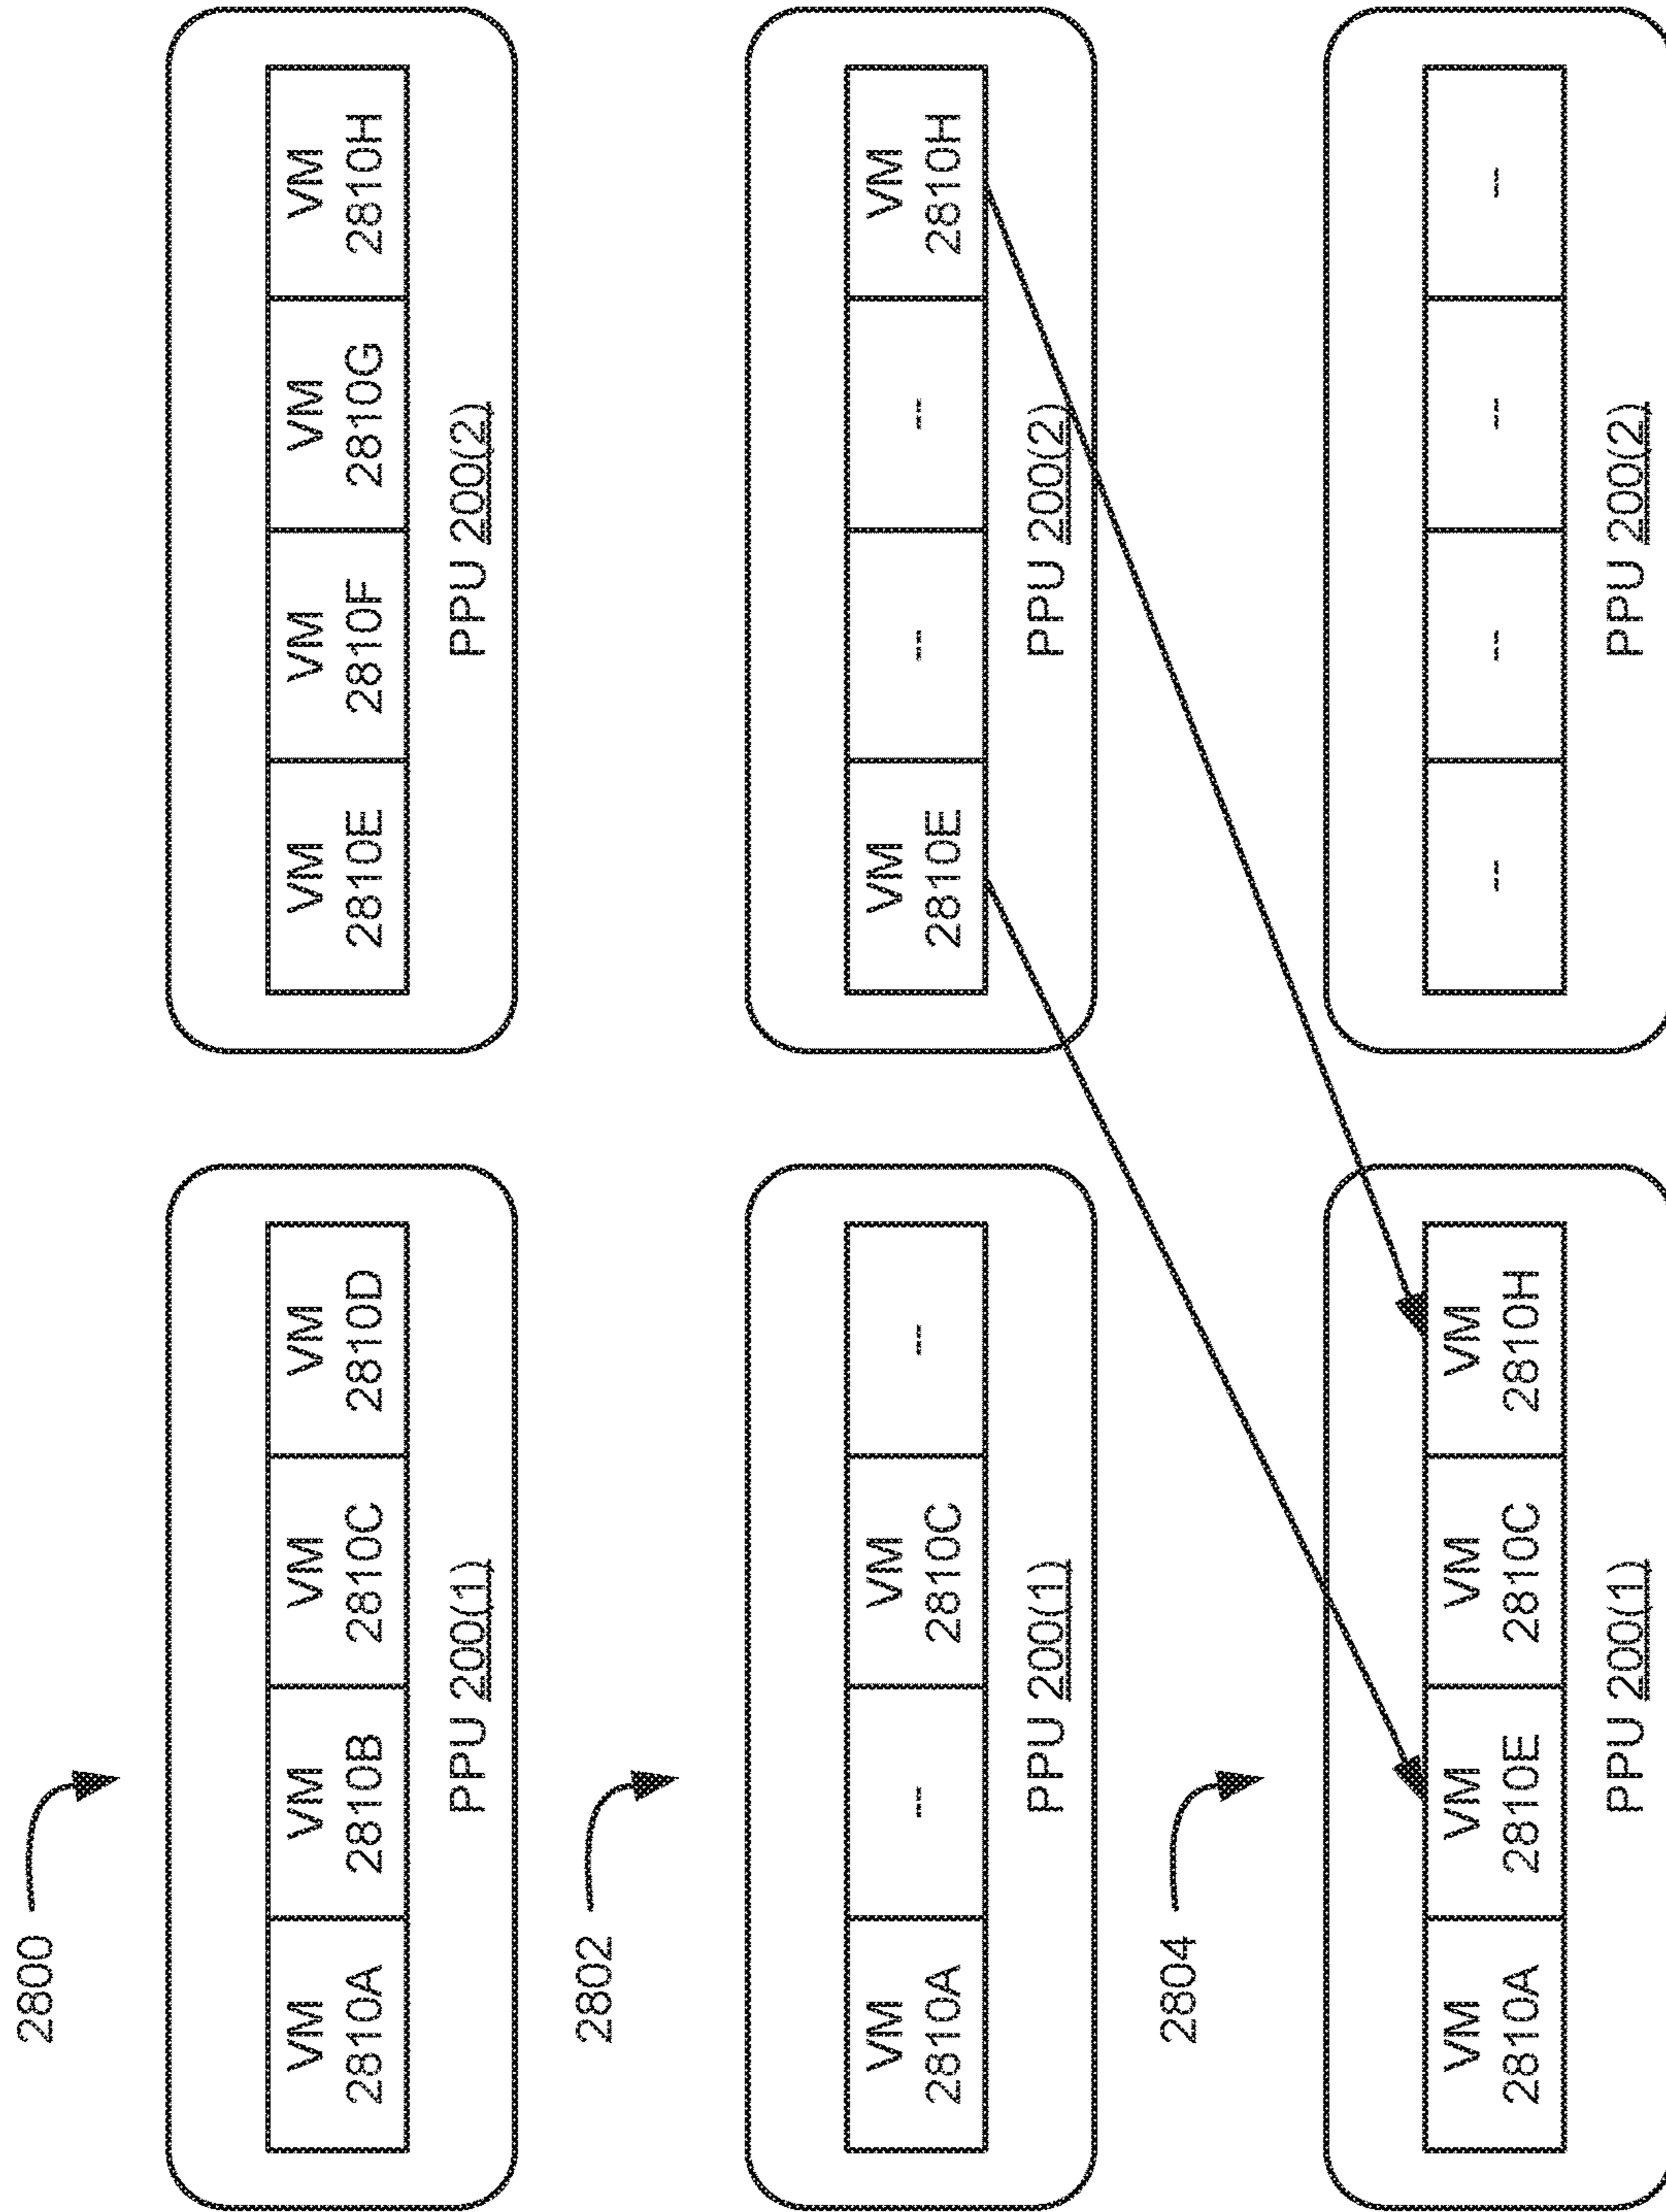 2800
VM
2810A
VM
2810B
VM
2810C
VM
2810D
PPU 200(1)
VM
2810E
VM
2810F
VM
2810G
VM
2810H
PPU 200(2)
2802
VM
2810A
--
VM
2810C
--
PPU 200(1)
VM
2810E
--
--
VM
2810H
PPU 200(2)
2804
VM
2810A
VM
2810E
VM
2810C
VM
2810H
PPU 200(1)
--
--
--
--
PPU 200(2)